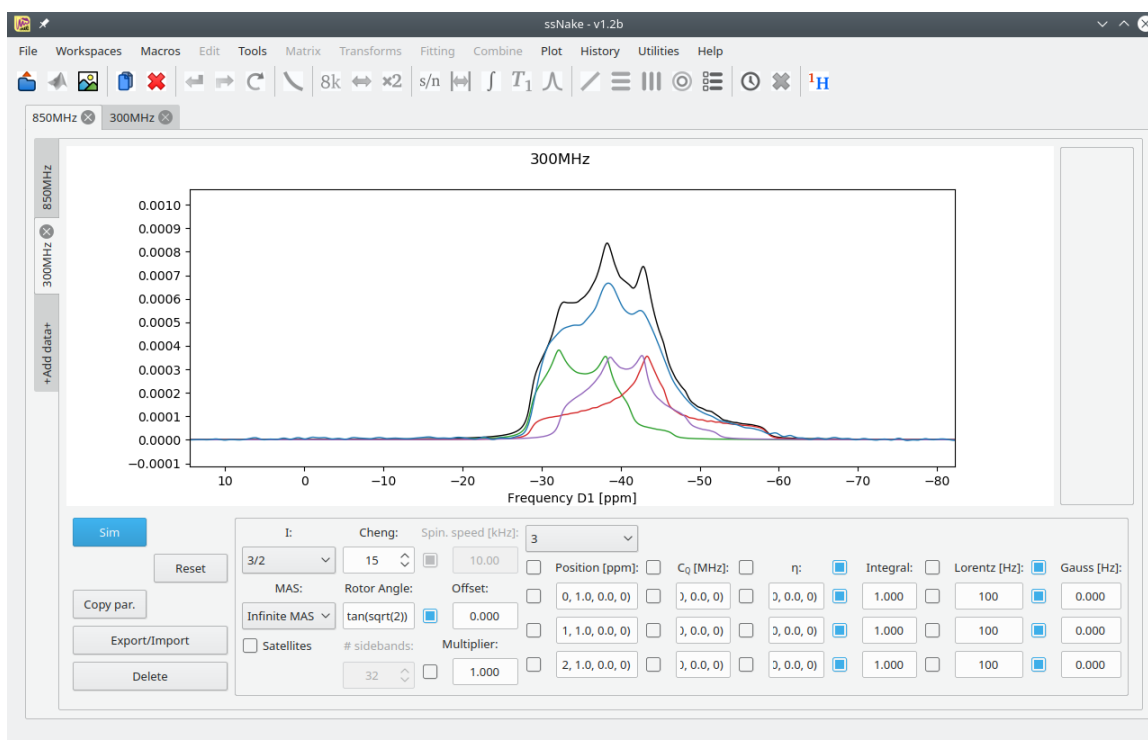 ssNake - v1.2b
File Workspaces Macros Edit Tools Matrix Transforms Fitting Combine Plot History Utilities Help
8k ×2 s/n ∫ T1 1H
850MHz 300MHz
850MHz
300MHz
+Add data+
300MHz
0.0010
0.0009
0.0008
0.0007
0.0006
0.0005
0.0004
0.0003
0.0002
0.0001
0.0000
−0.0001
10 0 −10 −20 −30 −40 −50 −60 −70 −80
Frequency D1 [ppm]
Sim
Reset
Copy par.
Export/Import
Delete
I: Cheng: Spin. speed [kHz]: 3
3/2 15 10.00
Position [ppm]: CQ [MHz]: η: Integral: Lorentz [Hz]: Gauss [Hz]:
MAS: Rotor Angle: Offset:
0, 1.0, 0.0, 0) ), 0.0, 0) ), 0.0, 0) 1.000 100 0.000
Infinite MAS tan(sqrt(2)) 0.000
1, 1.0, 0.0, 0) ), 0.0, 0) ), 0.0, 0) 1.000 100 0.000
Satellites # sidebands: Multiplier:
2, 1.0, 0.0, 0) ), 0.0, 0) ), 0.0, 0) 1.000 100 0.000
32 1.000